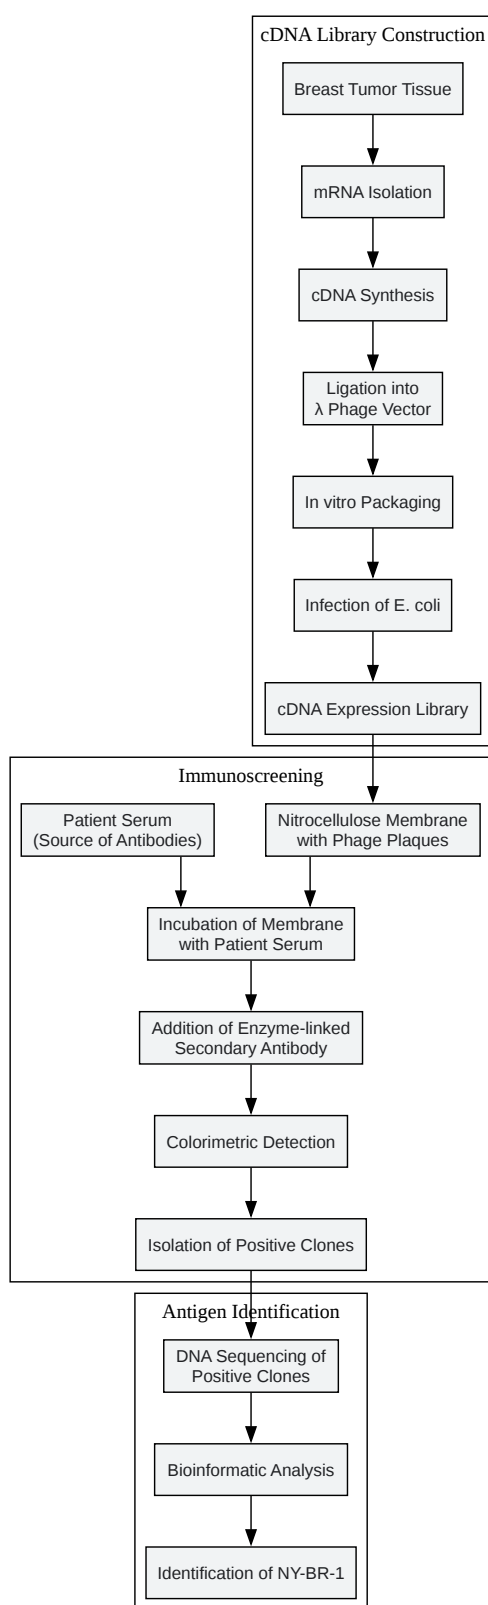 cDNA Library Construction
Breast Tumor Tissue
mRNA Isolation
cDNA Synthesis
Ligation into
λ Phage Vector
In vitro Packaging
Infection of E. coli
cDNA Expression Library
Immunoscreening
Patient Serum
(Source of Antibodies)
Nitrocellulose Membrane
with Phage Plaques
Incubation of Membrane
with Patient Serum
Addition of Enzyme-linked
Secondary Antibody
Colorimetric Detection
Isolation of Positive Clones
Antigen Identification
DNA Sequencing of
Positive Clones
Bioinformatic Analysis
Identification of NY-BR-1